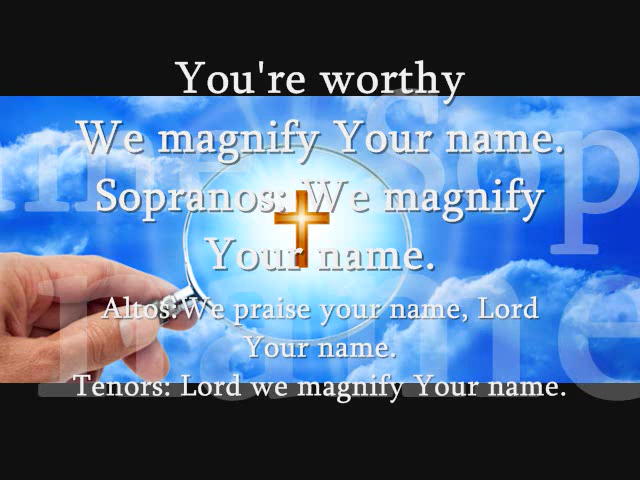 You're worthy
We magnify Your name.
Sopranos: We magnify
Your name.
Altos:We praise your name, Lord
Your name.
Tenors: Lord we magnify Your name.